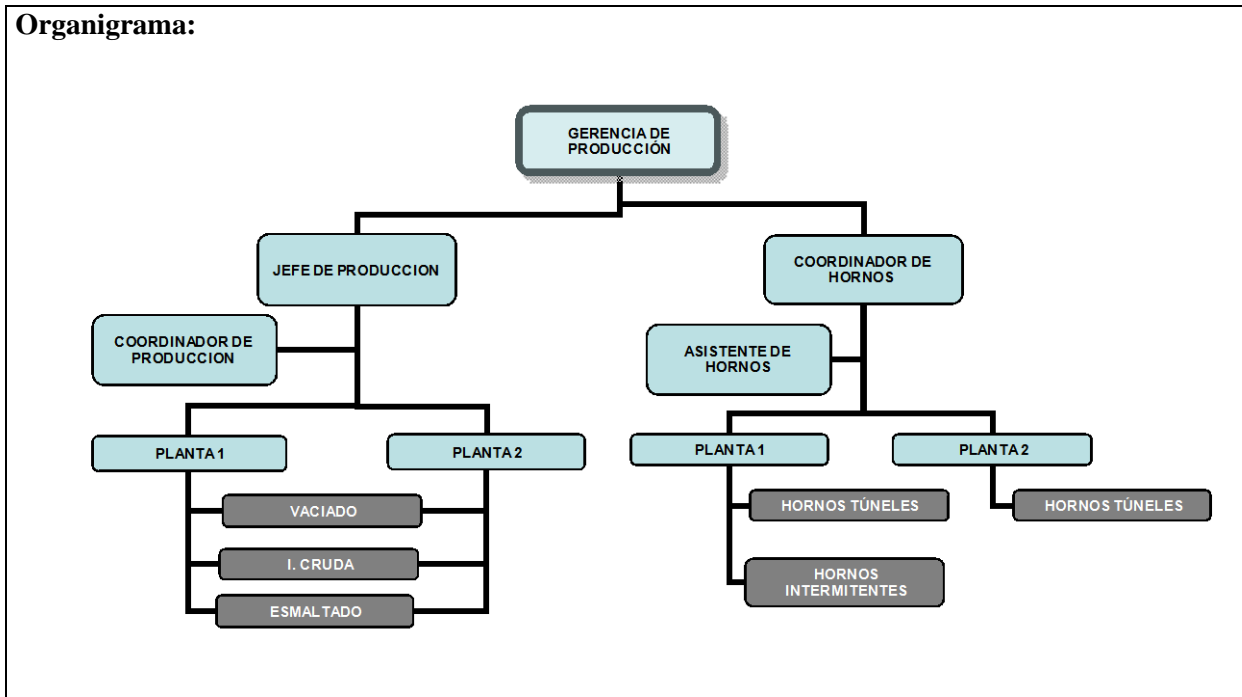 Organigrama:
GERENCIA DE
PRODUCCIÓN
JEFE DE PRODUCCION
COORDINADOR DE
HORNOS
COORDINADOR DE
PRODUCCION
ASISTENTE DE
HORNOS
PLANTA 1
PLANTA 2
PLANTA 1
PLANTA 2
VACIADO
I. CRUDA
ESMALTADO
HORNOS TÚNELES
HORNOS TÚNELES
HORNOS
INTERMITENTES